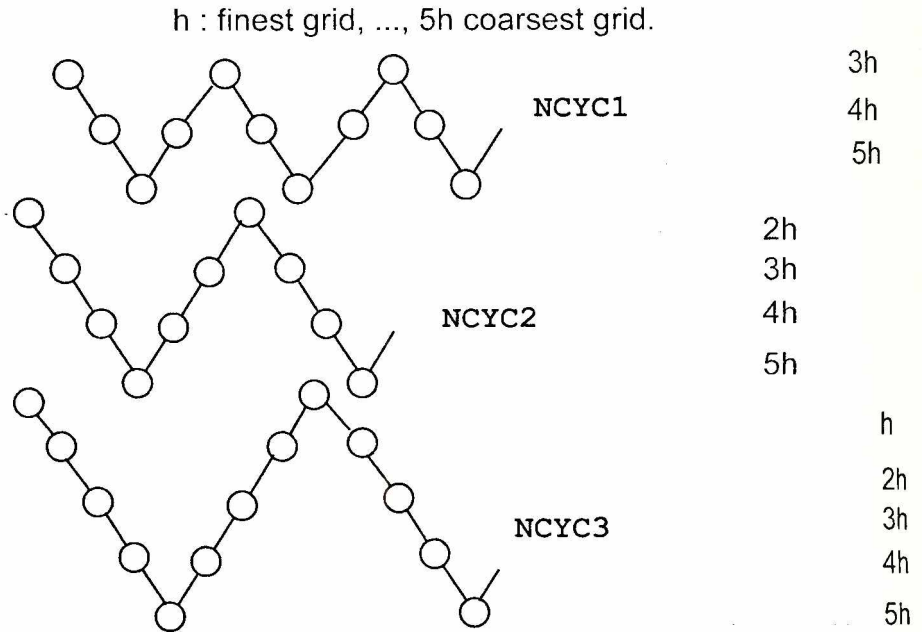 h : finest grid, ..., 5h coarsest grid.
3h
NCYC1
4h
5h
2h
3h
NCYC2
4h
5h
h
2h
3h
NCYC3
4h
5h